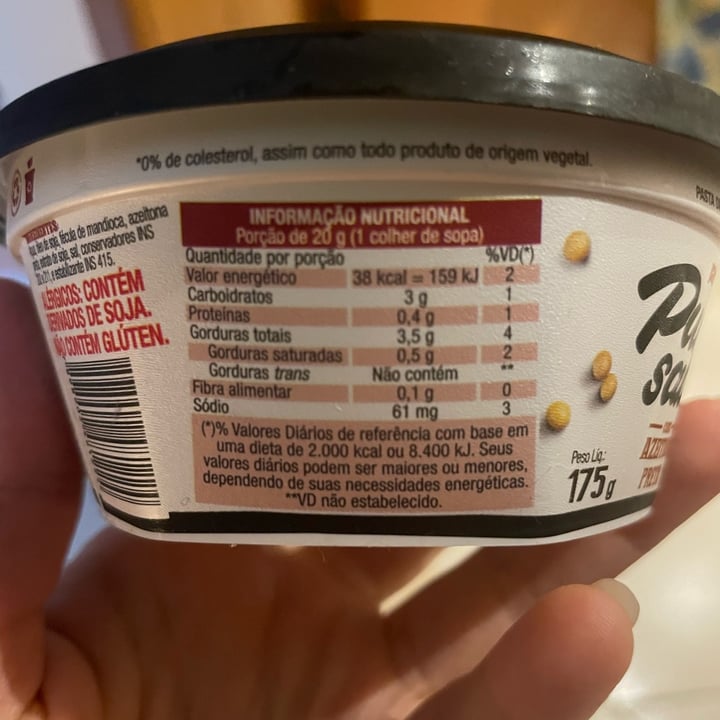 *0% de colesterol, assim como todo produto de origem vegetal.
PASTA
óleo de soja, fécula de mandioca, azeitona
extrato de soja, sal, conservadores INS
e estabilizante INS 415.
ALÉRGICOS: CONTÉM
DERIVADOS DE SOJA.
NÃO CONTÉM GLÚTEN.
INFORMAÇÃO NUTRICIONAL
Porção de 20 g (1 colher de sopa)
Quantidade por porção %VD(*)
Valor energético 38 kcal = 159 kJ 2
Carboidratos 3 g 1
Proteínas 0,4 g 1
Gorduras totais 3,5 g 4
Gorduras saturadas 0,5 g 2
Gorduras trans Não contém **
Fibra alimentar 0,1 g 0
Sódio 61 mg 3
(*)% Valores Diários de referência com base em
uma dieta de 2.000 kcal ou 8.400 kJ. Seus
valores diários podem ser maiores ou menores,
dependendo de suas necessidades energéticas.
**VD não estabelecido.
Peso Líq.:
175g